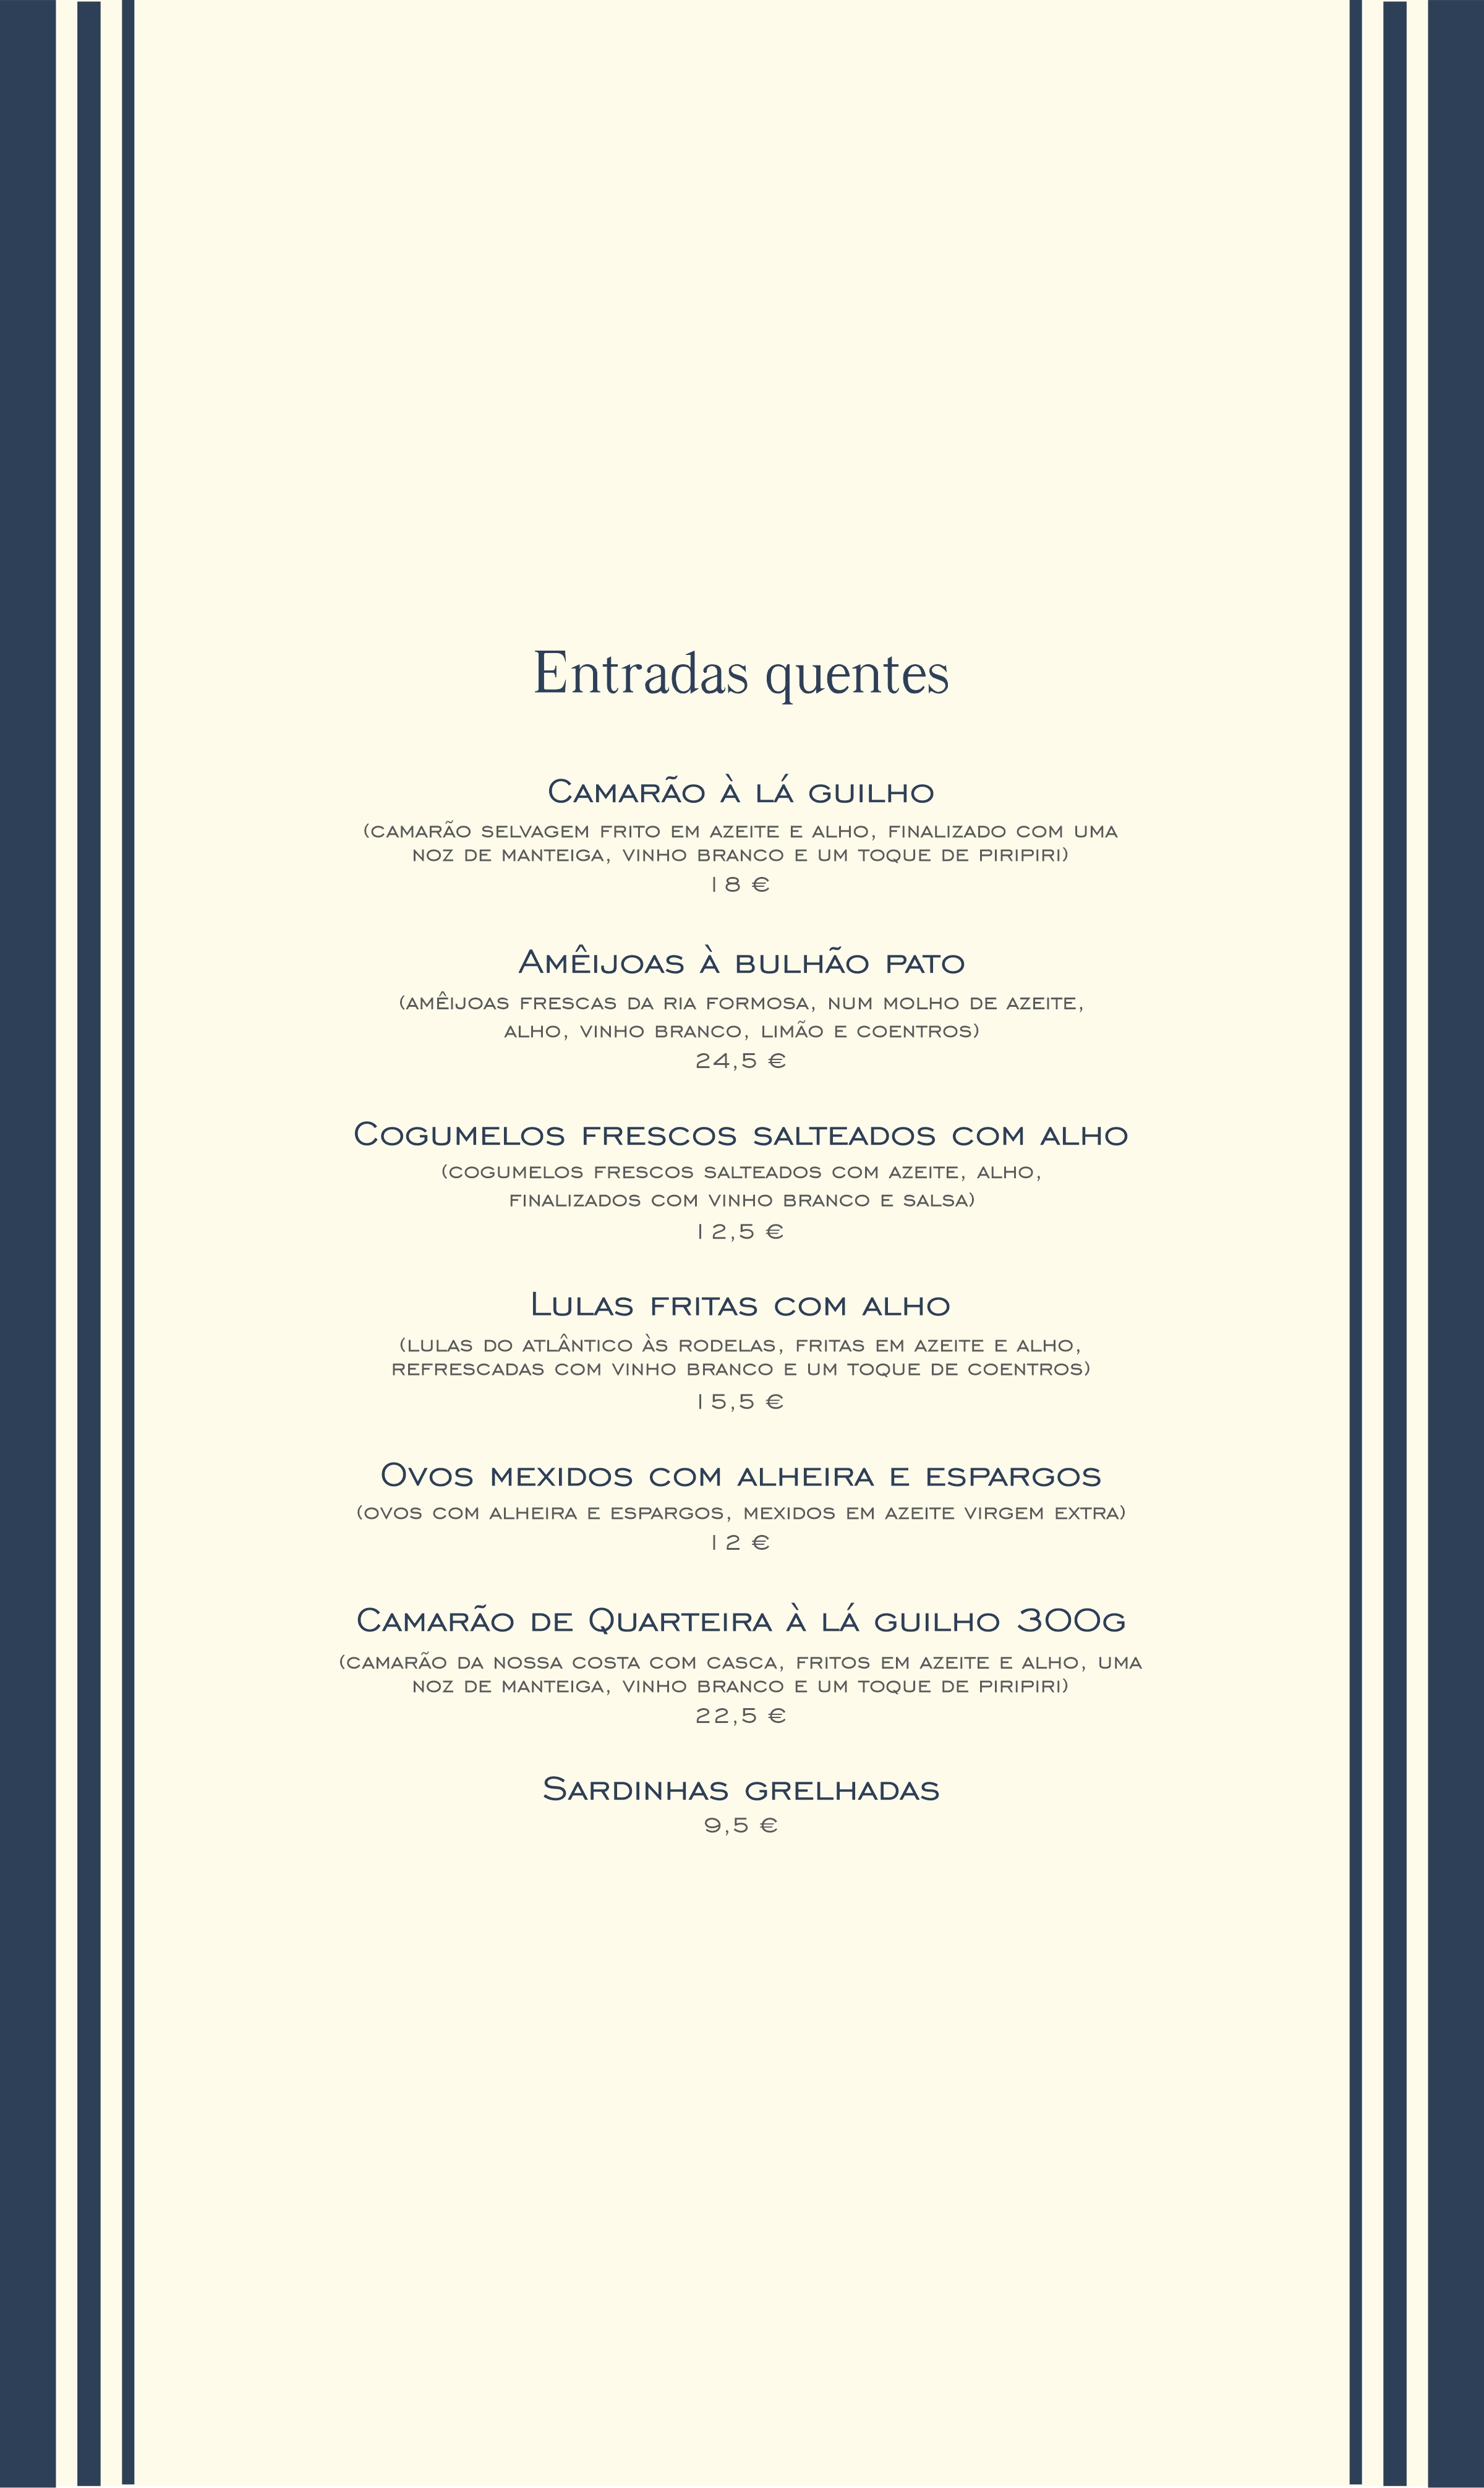 Entradas quentes
Camarão à lá guilho
(camarão selvagem frito em azeite e alho, finalizado com uma
noz de manteiga, vinho branco e um toque de piripiri)
18 €
Amêijoas à bulhão pato
(amêijoas frescas da ria formosa, num molho de azeite,
alho, vinho branco, limão e coentros)
24,5 €
Cogumelos frescos salteados com alho
(cogumelos frescos salteados com azeite, alho,
finalizados com vinho branco e salsa)
12,5 €
Lulas fritas com alho
(lulas do atlântico às rodelas, fritas em azeite e alho,
refrescadas com vinho branco e um toque de coentros)
15,5 €
Ovos mexidos com alheira e espargos
(ovos com alheira e espargos, mexidos em azeite virgem extra)
12 €
Camarão de Quarteira à lá guilho 300g
(camarão da nossa costa com casca, fritos em azeite e alho, uma
noz de manteiga, vinho branco e um toque de piripiri)
22,5 €
Sardinhas grelhadas
9,5 €